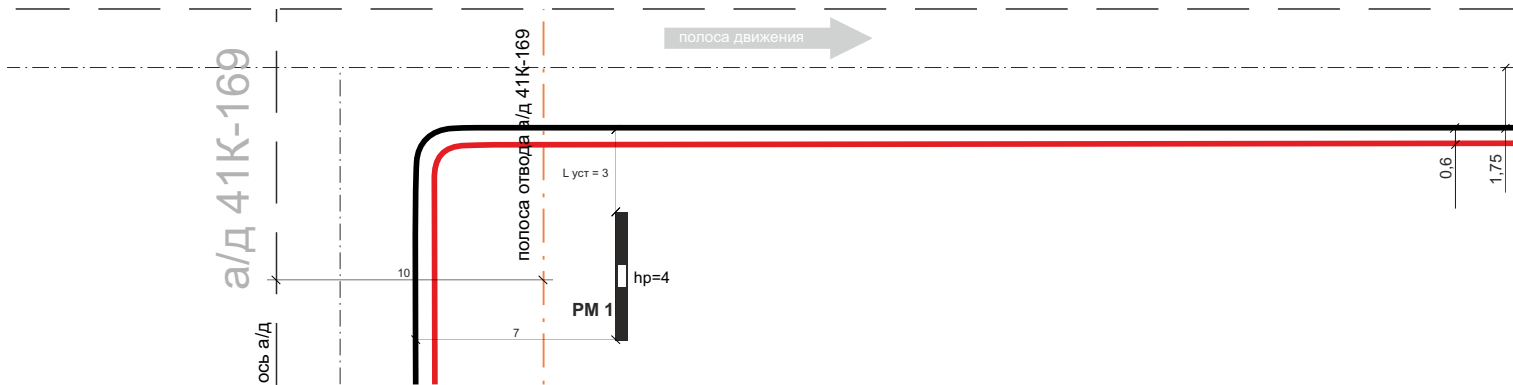 полоса движения
а/д 41К-169
полоса отвода а/д 41К-169
L уст = 3
0,6
1,75
10
hp=4
РМ 1
7
ось а/д